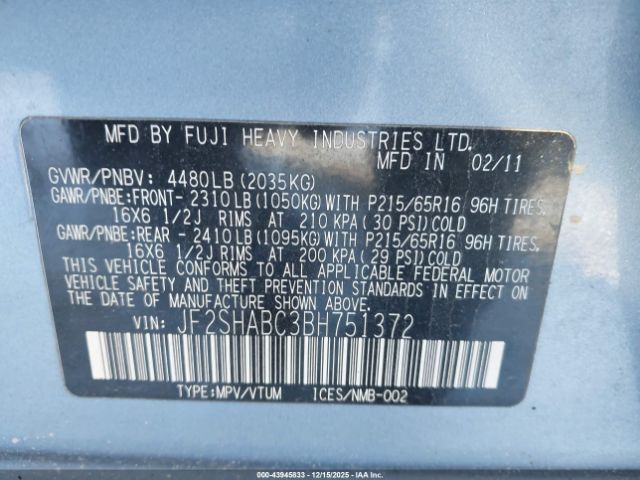 MFD BY FUJI HEAVY INDUSTRIES LTD.
MFD IN 02/11
GVWR/PNBV: 4480LB(2035KG)
GAWR/PNBE:FRONT- 2310LB(1050KG)WITH P215/65R16 96H TIRES,
16X6 1/2J RIMS AT 210 KPA(30 PSI)COLD
GAWR/PNBE:REAR - 2410LB(1095KG)WITH P215/65R16 96H TIRES,
16X6 1/2J RIMS AT 200 KPA(29 PSI)COLD
THIS VEHICLE CONFORMS TO ALL APPLICABLE FEDERAL MOTOR
VEHICLE SAFETY AND THEFT PREVENTION STANDARDS IN EFFECT ON
THE DATE OF MANUFACTURE SHOWN ABOVE.
VIN: JF2SHABC3BH751372
TYPE:MPV/VTUM ICES/NMB-002
000-43945833 - 12/15/2025 - IAAI.COM